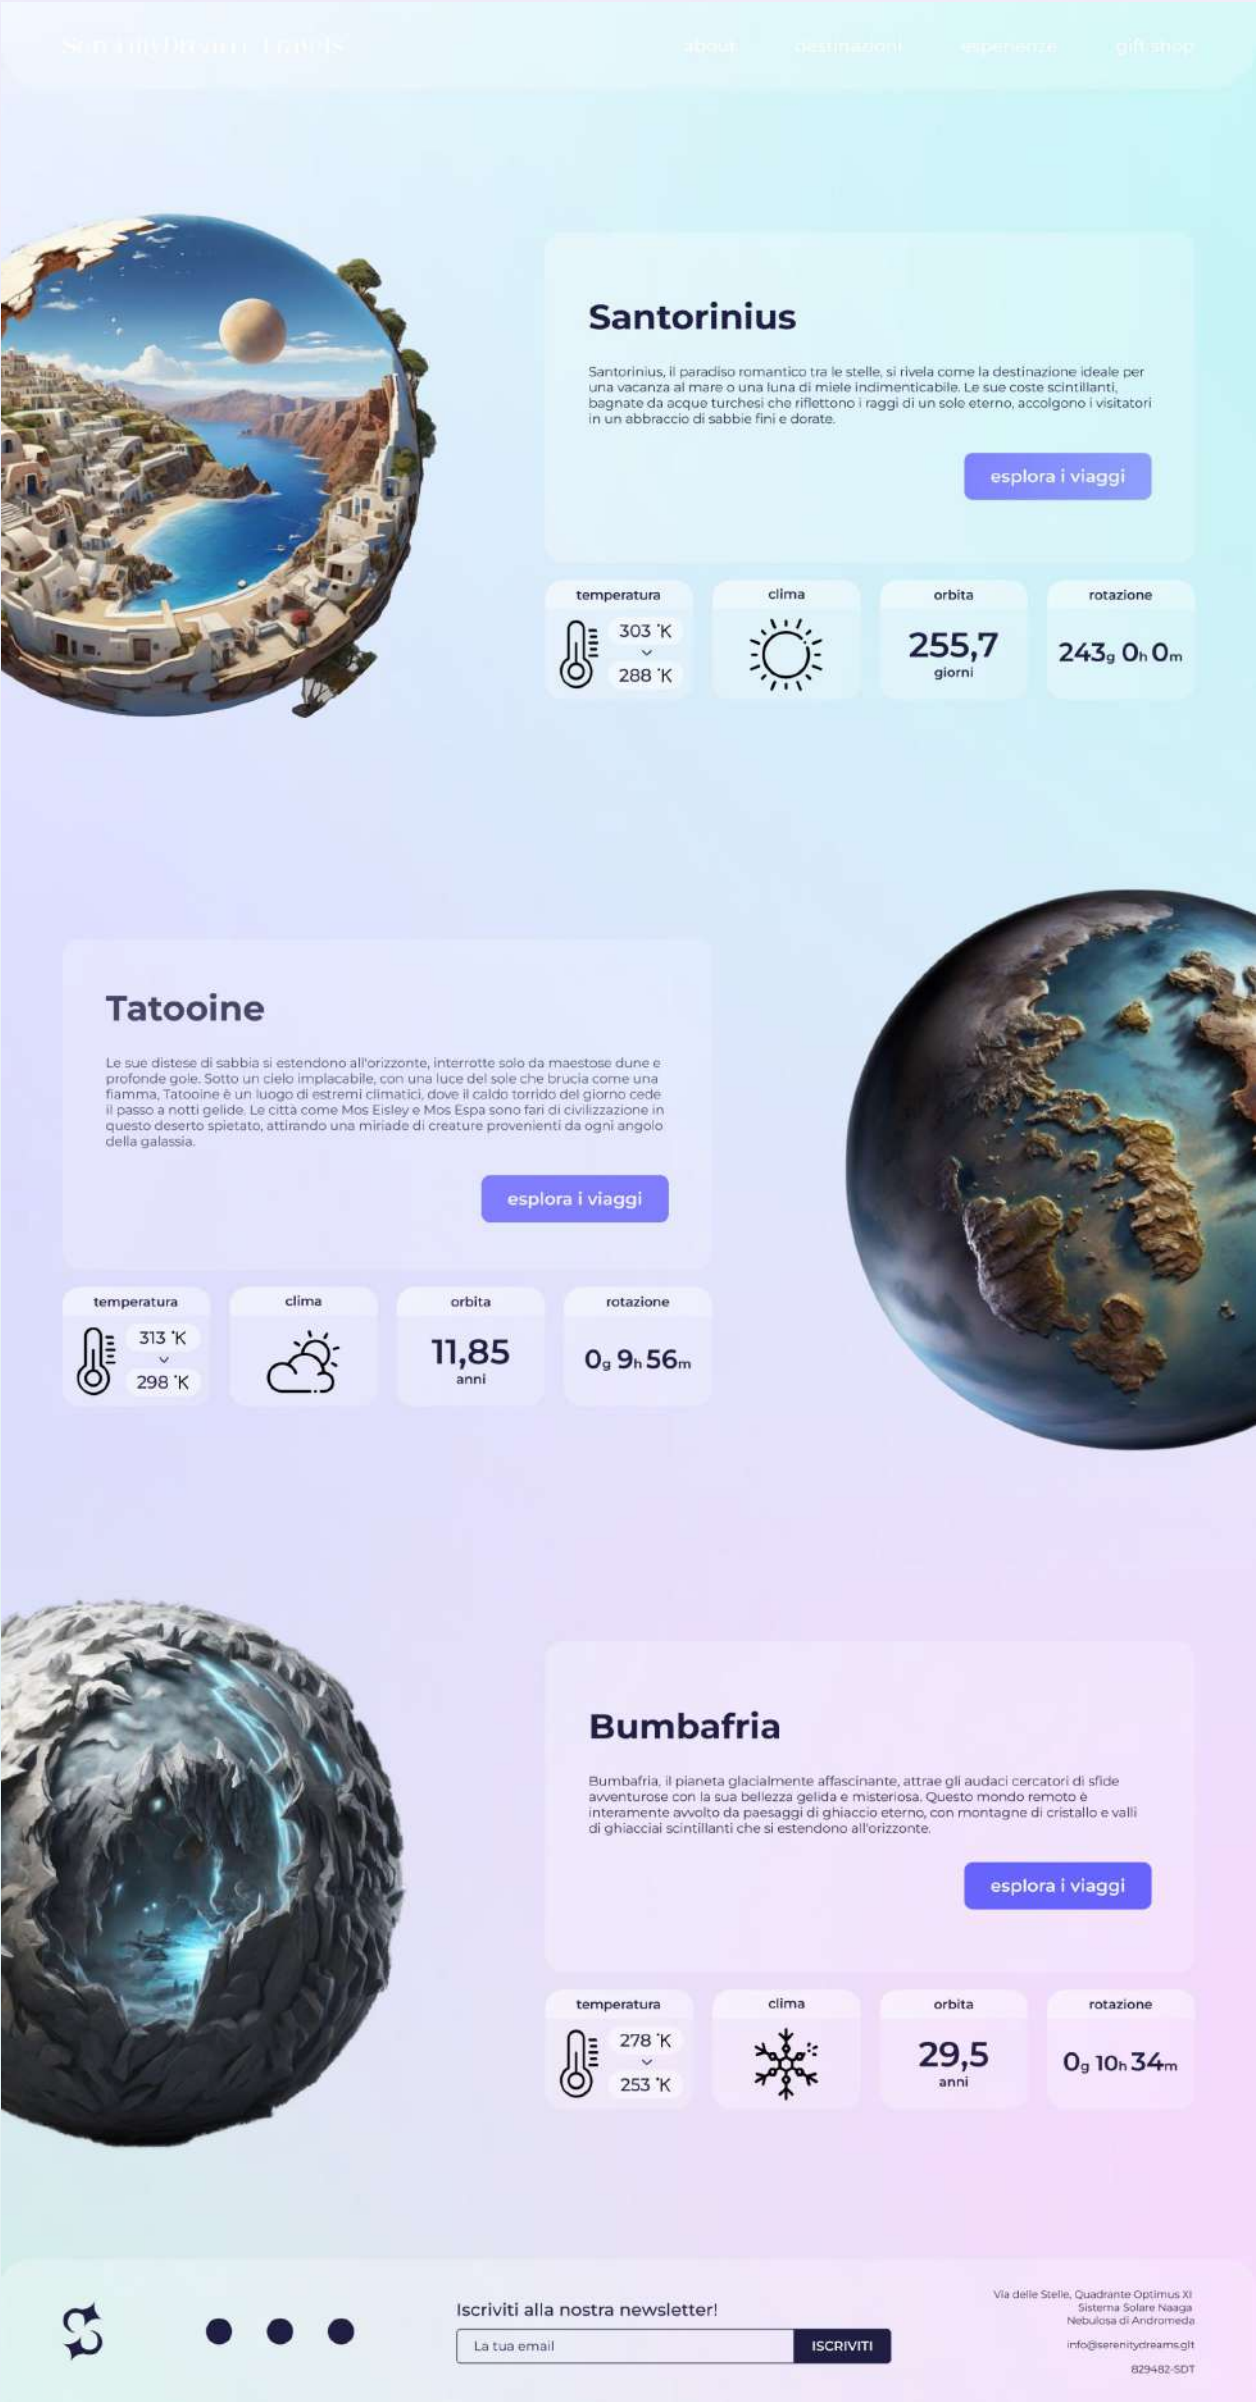 SerenityDream Travels
about
destinazioni
esperienze
gift shop
Santorinius
Santorinius, il paradiso romantico tra le stelle, si rivela come la destinazione ideale per
una vacanza al mare o una luna di miele indimenticabile. Le sue coste scintillanti,
bagnate da acque turchesi che riflettono i raggi di un sole eterno, accolgono i visitatori
in un abbraccio di sabbie fini e dorate.
esplora i viaggi
temperatura
303 °K
288 °K
clima
orbita
255,7
giorni
rotazione
243g 0h 0m
Tatooine
Le sue distese di sabbia si estendono all'orizzonte, interrotte solo da maestose dune e
profonde gole. Sotto un cielo implacabile, con una luce del sole che brucia come una
fiamma, Tatooine è un luogo di estremi climatici, dove il caldo torrido del giorno cede
il passo a notti gelide. Le città come Mos Eisley e Mos Espa sono fari di civilizzazione in
questo deserto spietato, attirando una miriade di creature provenienti da ogni angolo
della galassia.
esplora i viaggi
temperatura
313 °K
298 °K
clima
orbita
11,85
anni
rotazione
0g 9h 56m
Bumbafria
Bumbafria, il pianeta glacialmente affascinante, attrae gli audaci cercatori di sfide
avventurose con la sua bellezza gelida e misteriosa. Questo mondo remoto è
interamente avvolto da paesaggi di ghiaccio eterno, con montagne di cristallo e valli
di ghiacciai scintillanti che si estendono all'orizzonte.
esplora i viaggi
temperatura
278 °K
253 °K
clima
orbita
29,5
anni
rotazione
0g 10h 34m
Iscriviti alla nostra newsletter!
La tua email
ISCRIVITI
Via delle Stelle, Quadrante Optimus XI
Sistema Solare Naaga
Nebulosa di Andromeda
info@serenitydreams.glt
829482-SDT